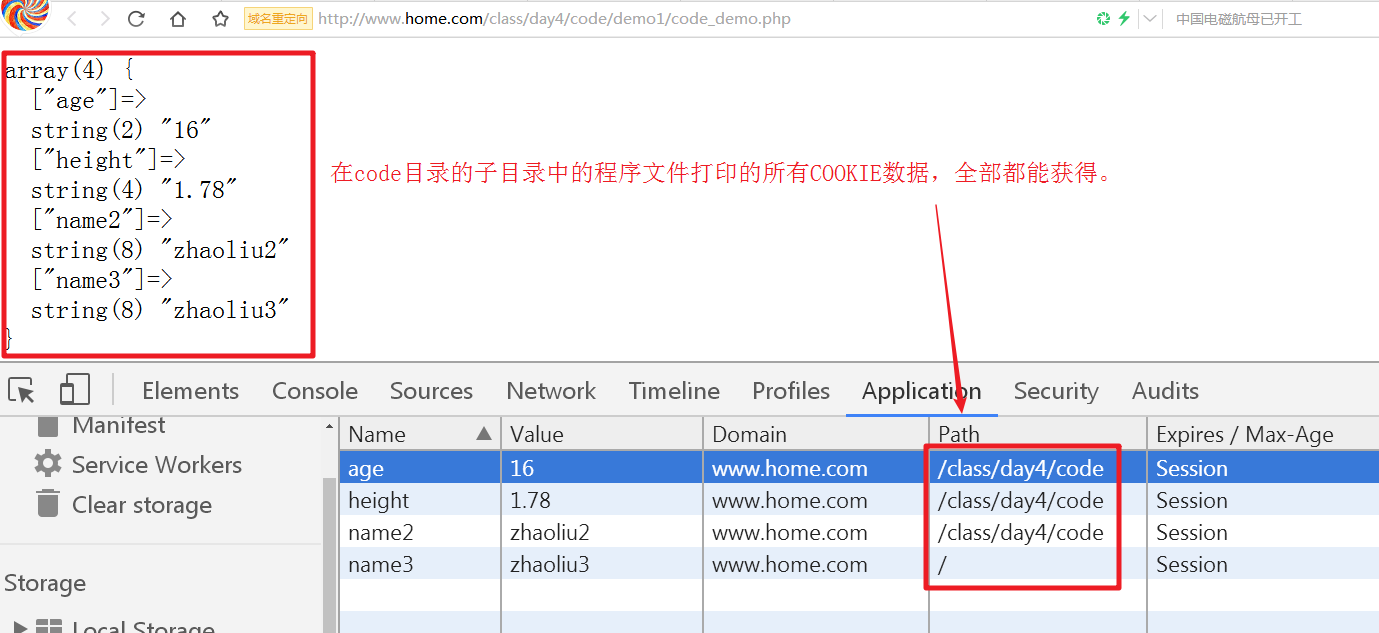 域名重定向 http://www.home.com/class/day4/code/demo1/code_demo.php 中国电磁航母已开工
array(4) {
["age"]=>
string(2) "16"
["height"]=>
string(4) "1.78"
["name2"]=>
string(8) "zhaoliu2"
["name3"]=>
string(8) "zhaoliu3"
}
在code目录的子目录中的程序文件打印的所有COOKIE数据，全部都能获得。
Elements Console Sources Network Timeline Profiles Application Security Audits
Manifest
Service Workers
Clear storage
Storage
Local Storage
Name Value Domain Path Expires / Max-Age
age 16 www.home.com /class/day4/code Session
height 1.78 www.home.com /class/day4/code Session
name2 zhaoliu2 www.home.com /class/day4/code Session
name3 zhaoliu3 www.home.com / Session